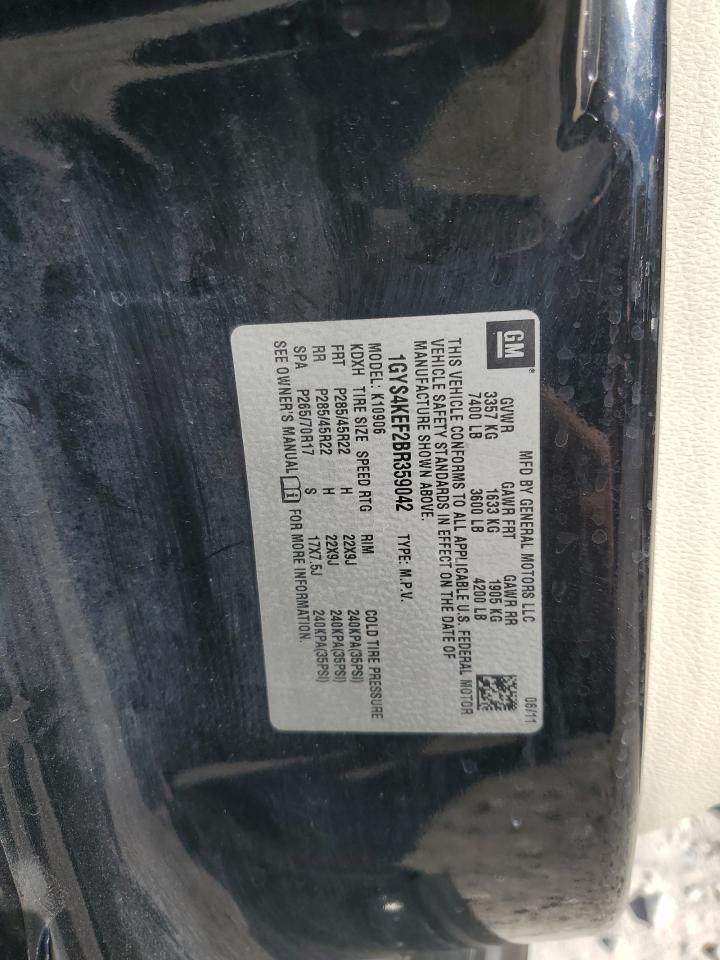 GM
MFD BY GENERAL MOTORS LLC 06/11
GVWR GAWR FRT GAWR RR
3357 KG 1633 KG 1905 KG
7400 LB 3600 LB 4200 LB
THIS VEHICLE CONFORMS TO ALL APPLICABLE U.S. FEDERAL MOTOR
VEHICLE SAFETY STANDARDS IN EFFECT ON THE DATE OF
MANUFACTURE SHOWN ABOVE.
1GYS4KEF2BR359042 TYPE: M.P.V.
MODEL: K10906
KDXH TIRE SIZE SPEED RTG RIM COLD TIRE PRESSURE
FRT P285/45R22 H 22X9J 240KPA(35PSI)
RR P285/45R22 H 22X9J 240KPA(35PSI)
SPA P265/70R17 S 17X7.5J 240KPA(35PSI)
SEE OWNER'S MANUAL FOR MORE INFORMATION.